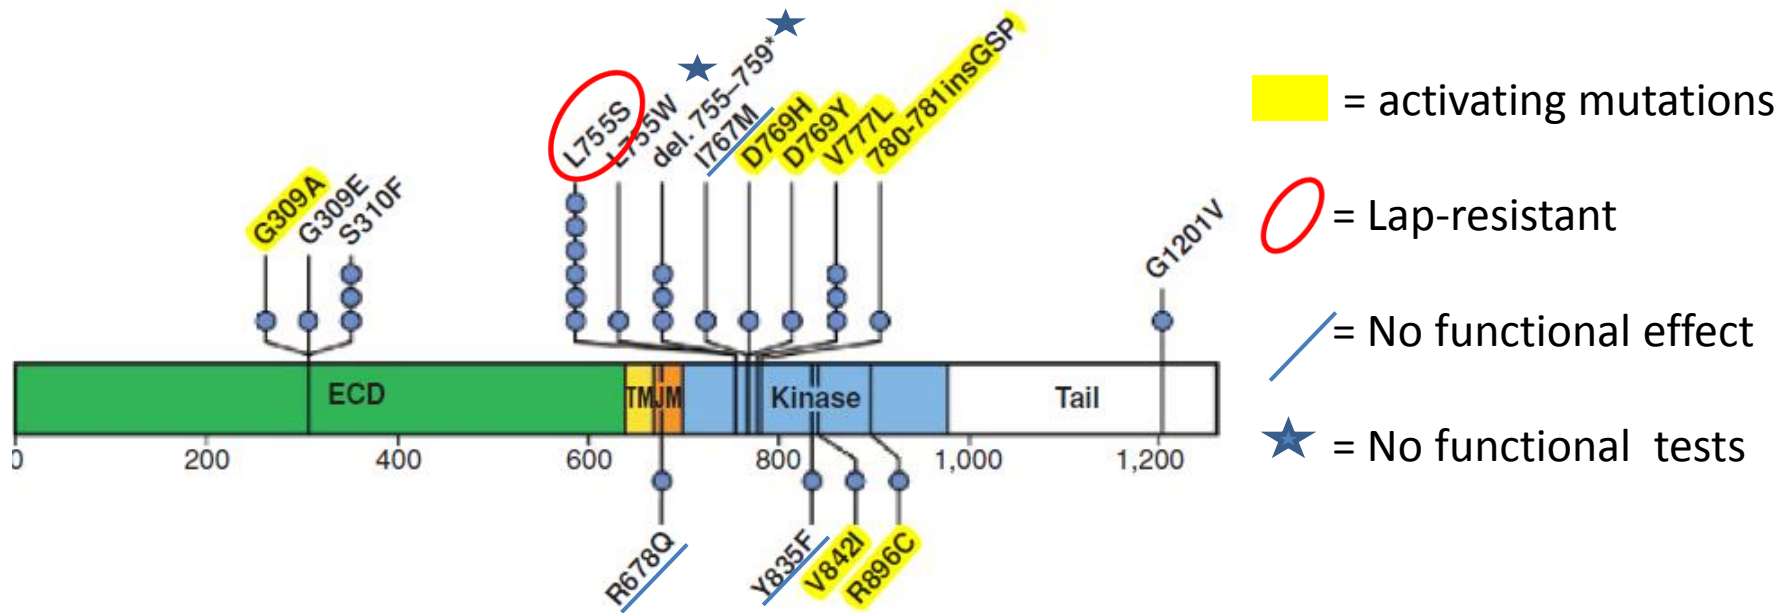 G309A
G309E
S310F
L755S
L755W
del. 755–759*
I767M
D769H
D769Y
V777L
780-781insGSP
G1201V
= activating mutations
= Lap-resistant
= No functional effect
= No functional tests
ECD
TM
JM
Kinase
Tail
0
200
400
600
800
1,000
1,200
R678Q
Y835F
V842I
R896C